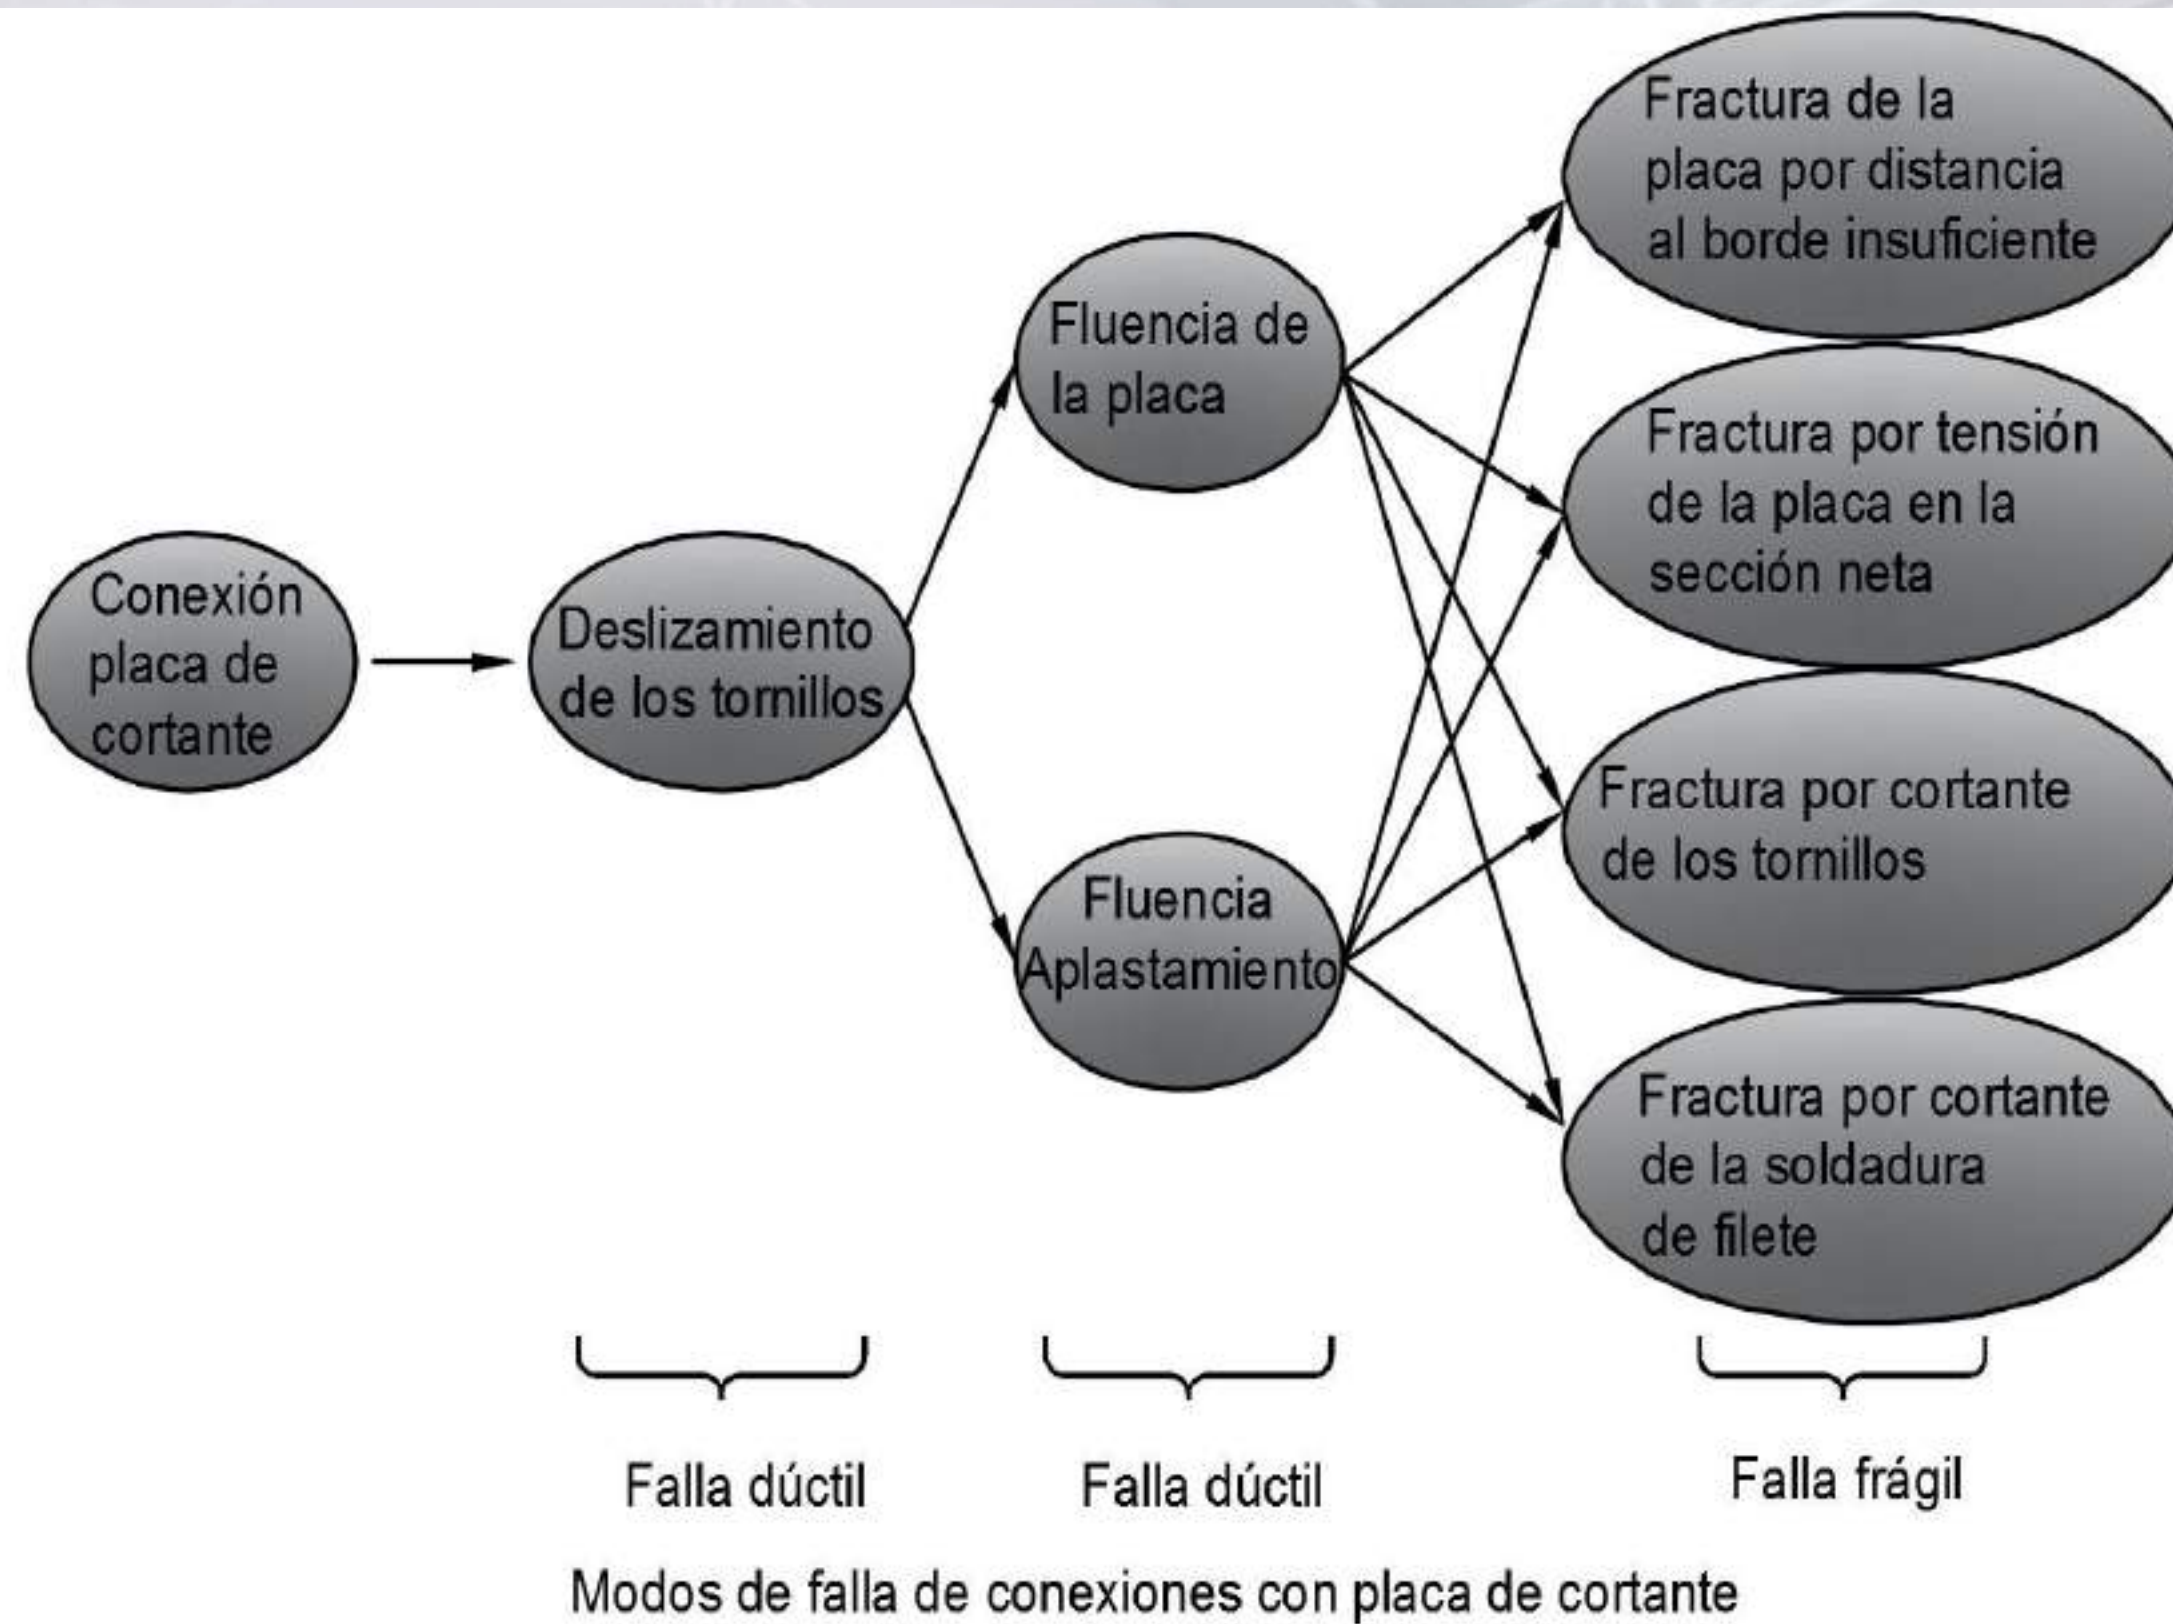 Conexión
placa de
cortante
Deslizamiento
de los tornillos
Fluencia de
la placa
Fluencia
Aplastamiento
Fractura de la
placa por distancia
al borde insuficiente
Fractura por tensión
de la placa en la
sección neta
Fractura por cortante
de los tornillos
Fractura por cortante
de la soldadura
de filete
Falla dúctil
Falla dúctil
Falla frágil
Modos de falla de conexiones con placa de cortante